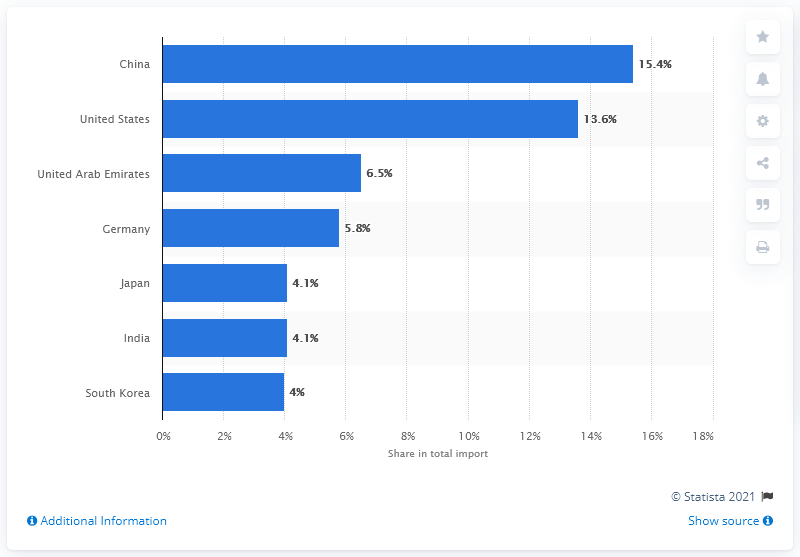 China 15.4%
United States 13.6%
United Arab Emirates 6.5%
Germany 5.8%
Japan 4.1%
India 4.1%
South Korea 4%
0% 2% 4% 6% 8% 10% 12% 14% 16% 18%
Share in total import
© Statista 2021
Additional Information Show source